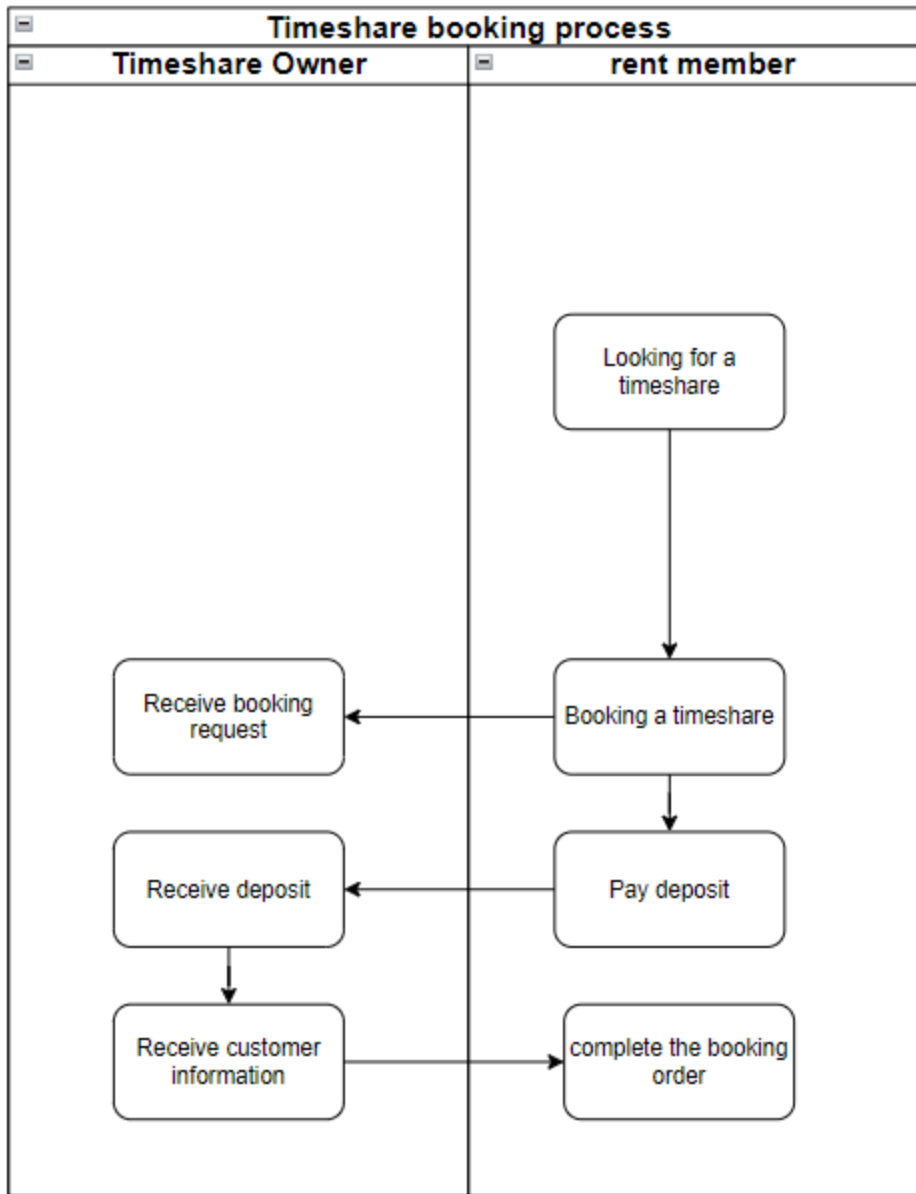 Timeshare booking process
Timeshare Owner
rent member
Looking for a
timeshare
Receive booking
request
Booking a timeshare
Receive deposit
Pay deposit
Receive customer
information
complete the booking
order